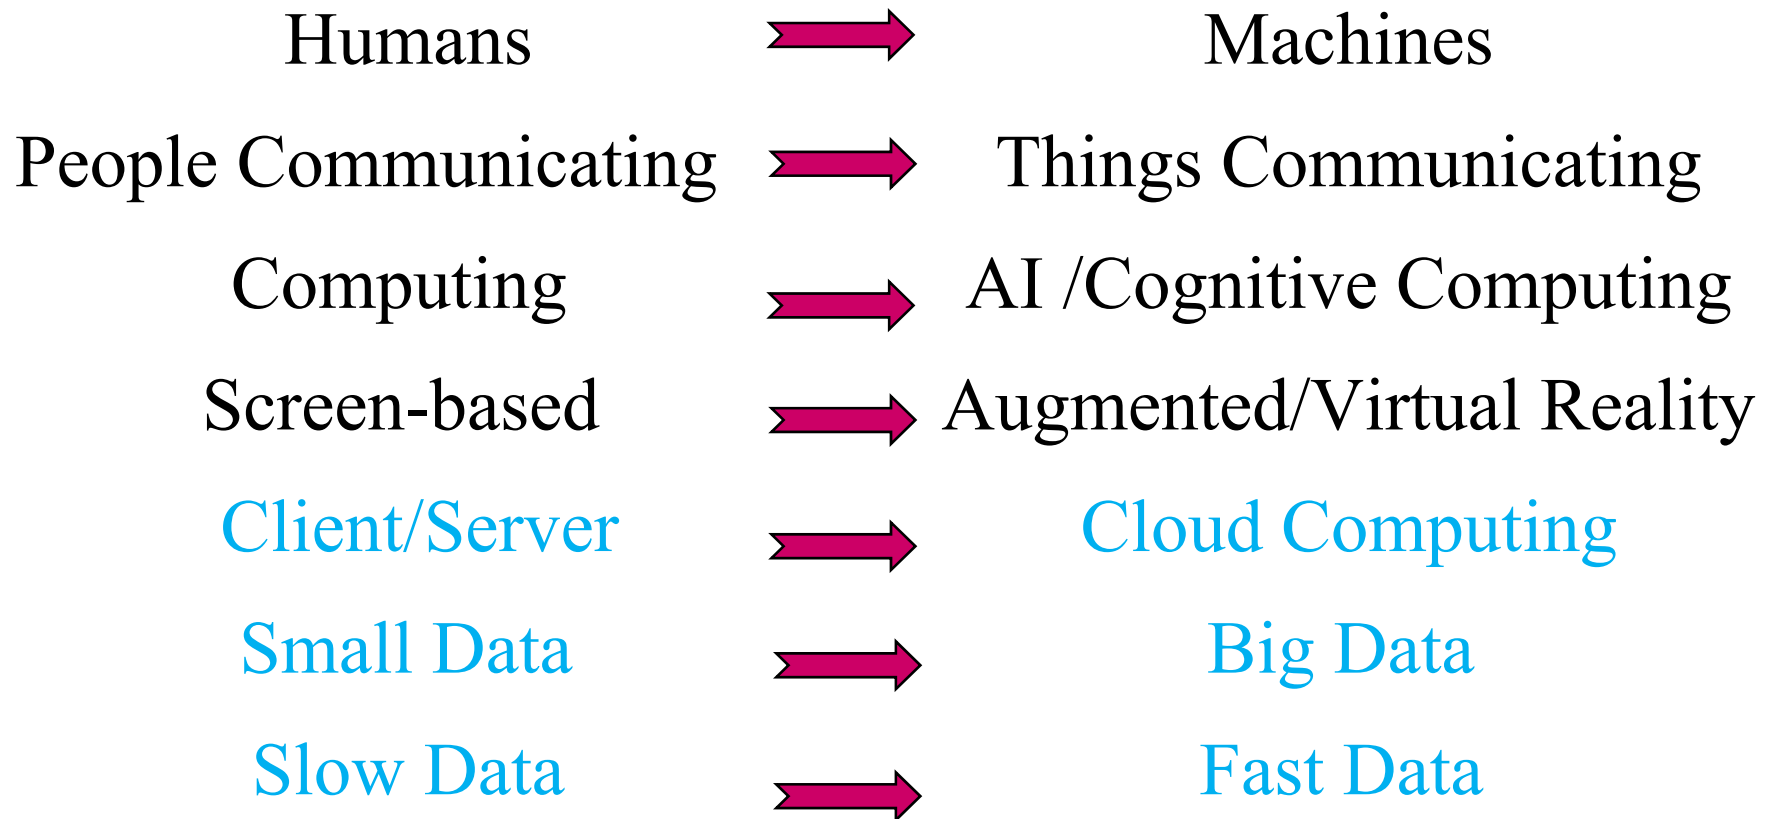 Humans Machines
People Communicating Things Communicating
Computing AI /Cognitive Computing
Screen-based Augmented/Virtual Reality
Client/Server Cloud Computing
Small Data Big Data
Slow Data Fast Data